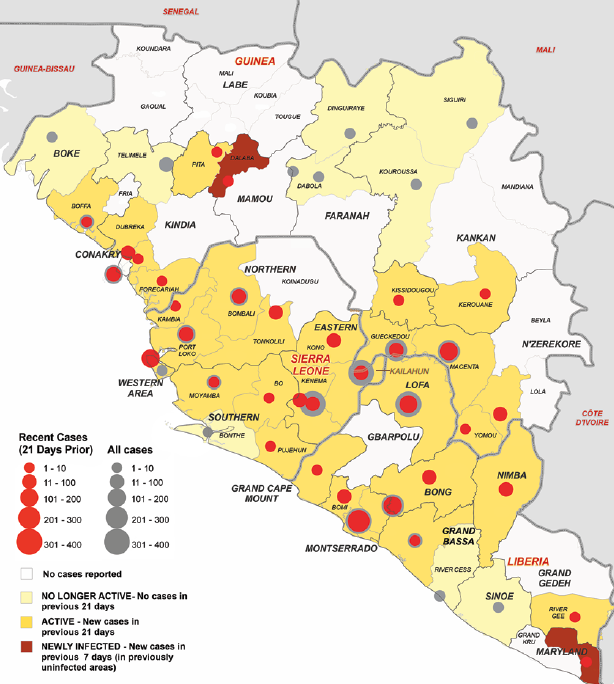 SENEGAL
KOUNDARA
GUINEA
MALI
GUINEA-BISSAU
MALI
LABE
KOUBIA
GAOUAL
TOUGUE
DINGUIRAYE
SIGUIRI
BOKE
TELIMELE
PITA
DALABA
FRIA
MAMOU
DABOLA
KOUROUSSA
MANDIANA
BOFFA
DUBREKA
KINDIA
FARANAH
KANKAN
CONAKRY
FORECARIAH
NORTHERN
KOINADUGU
KISSIDOUGOU
KEROUANE
KAMBIA
BOMBALI
BEYLA
PORT
LOKO
TONKOLILI
EASTERN
KONO
GUECKEDOU
N'ZEREKORE
SIERRA
LEONE
MACENTA
WESTERN
AREA
MOYAMBA
BO
KENEMA
KAILAHUN
LOFA
LOLA
CÔTE
D'IVOIRE
SOUTHERN
BONTHE
PUJEHUN
GBARPOLU
YOMOU
GRAND CAPE
MOUNT
BOMI
BONG
NIMBA
MONTSERRADO
GRAND
BASSA
RIVER CESS
LIBERIA
GRAND
GEDEH
SINOE
RIVER
GEE
GRAND
KRU
MARYLAND
Recent Cases
(21 Days Prior)
All cases
1 - 10
1 - 10
11 - 100
11 - 100
101 - 200
101 - 200
201 - 300
201 - 300
301 - 400
301 - 400
No cases reported
NO LONGER ACTIVE- No cases in
previous 21 days
ACTIVE - New cases in
previous 21 days
NEWLY INFECTED - New cases in
previous 7 days (in previously
uninfected areas)